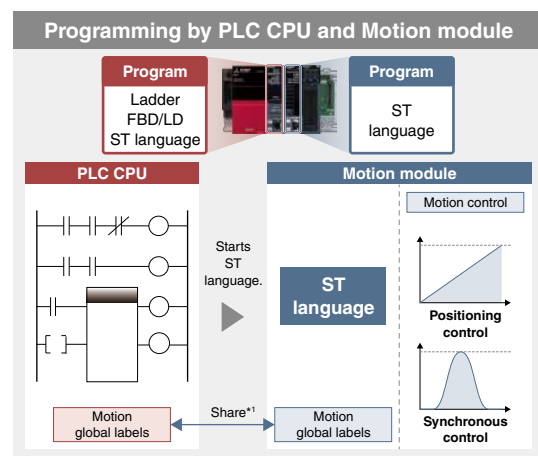 Programming by PLC CPU and Motion module
Program
Ladder
FBD/LD
ST language
Program
ST
language
PLC CPU
Motion module
Starts
ST
language.
ST
language
Motion control
Positioning
control
Synchronous
control
Motion
global labels
Share*1
Motion
global labels